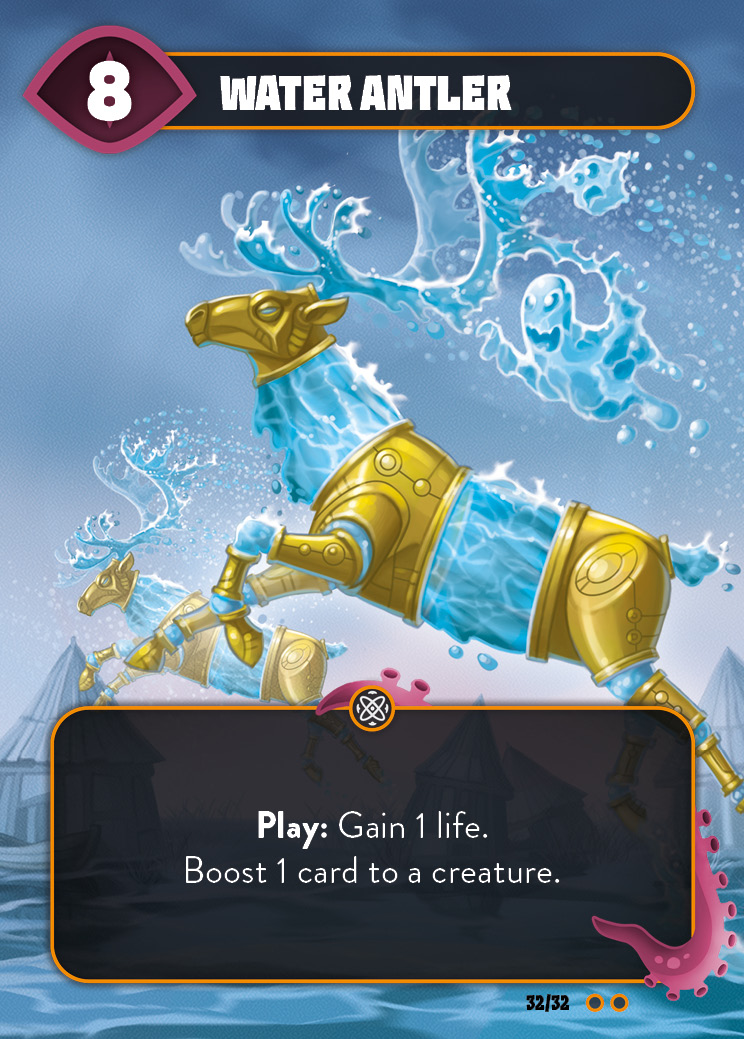 8
WATER ANTLER
Play: Gain 1 life.
Boost 1 card to a creature.
32/32